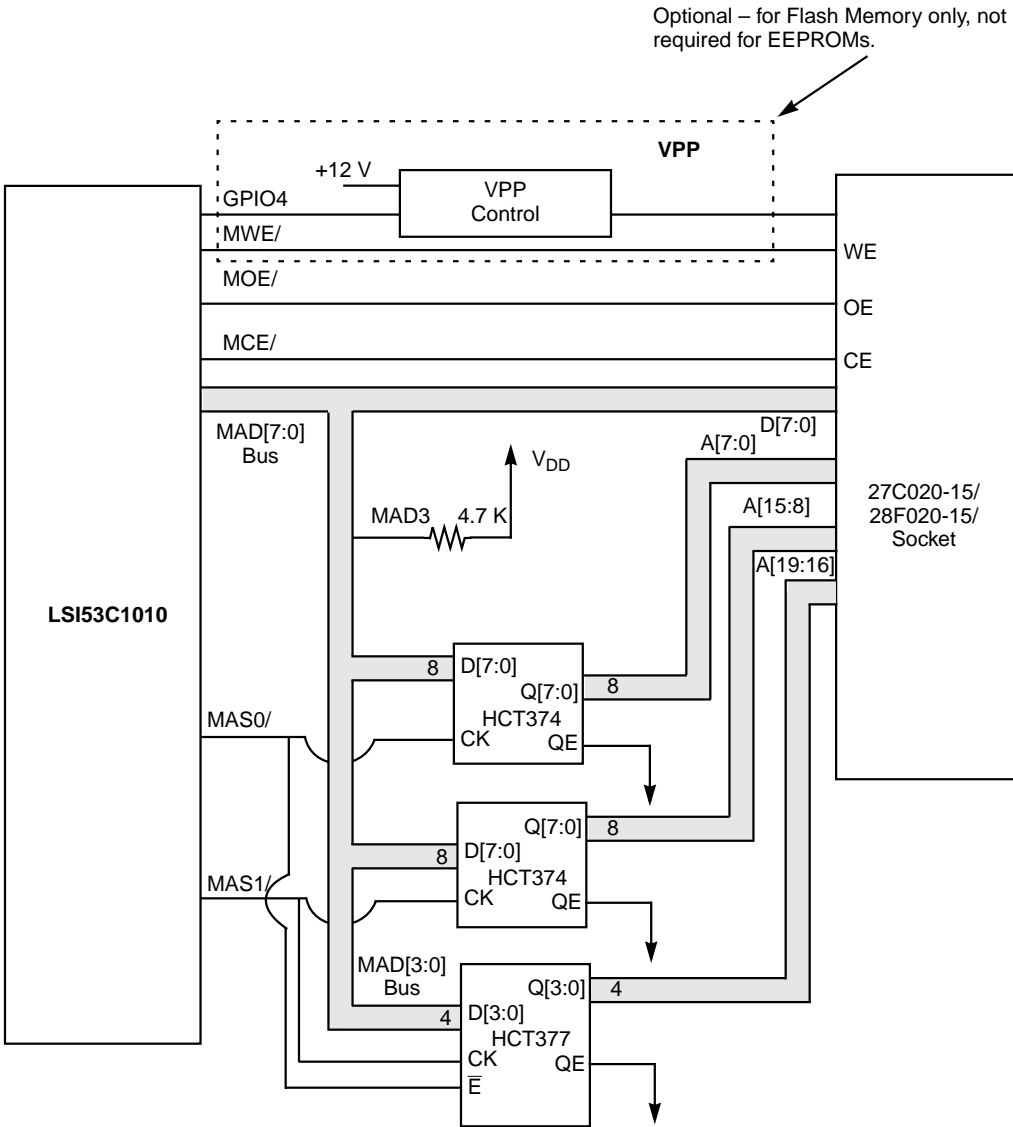 Optional – for Flash Memory only, not
required for EEPROMs.
VPP
+12 V
VPP
Control
GPIO4
MWE/
WE
MOE/
OE
MCE/
CE
MAD[7:0]
Bus
D[7:0]
A[7:0]
VDD
MAD3
4.7 K
A[15:8]
27C020-15/
28F020-15/
Socket
A[19:16]
LSI53C1010
8
D[7:0]
Q[7:0]
8
HCT374
CK
QE
MAS0/
Q[7:0]
8
8
D[7:0]
HCT374
CK
QE
MAS1/
MAD[3:0]
Bus
Q[3:0]
4
4
D[3:0]
HCT377
CK
QE
E̅